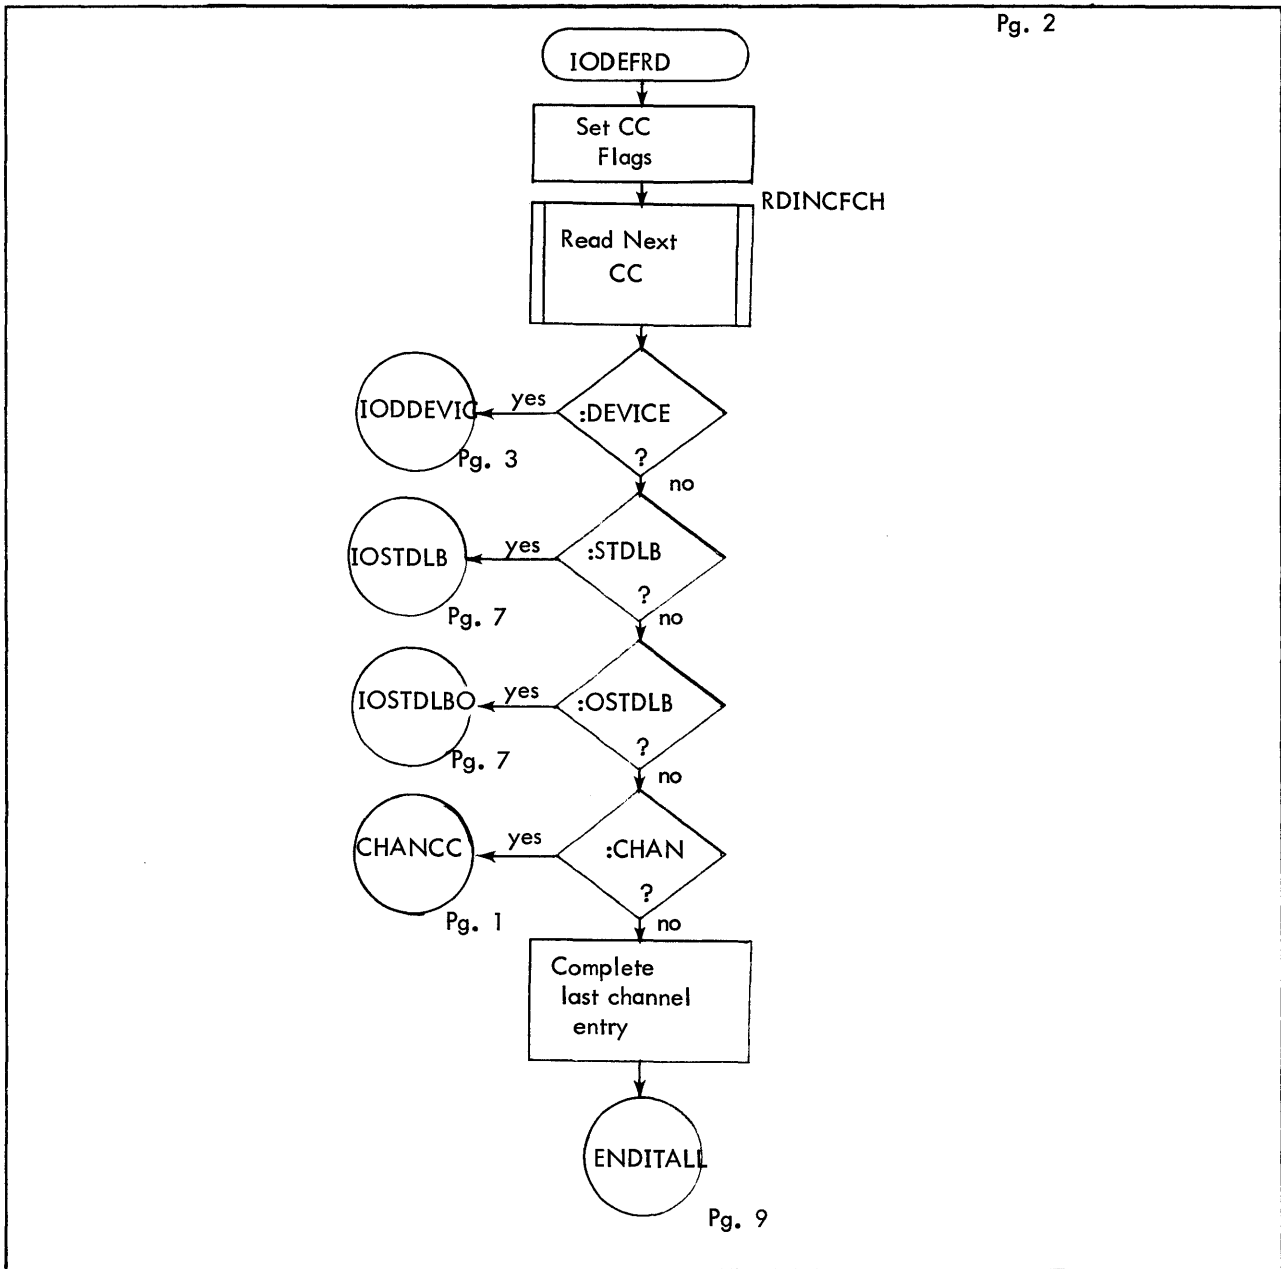 Pg. 2
IODEFRD
Set CC
Flags
RDINCFCH
Read Next
CC
:DEVICE
?
yes
IODDEVIC
Pg. 3
no
:STDLB
?
yes
IOSTDLB
Pg. 7
no
:OSTDLB
?
yes
IOSTDLBO
Pg. 7
no
:CHAN
?
yes
CHANCC
Pg. 1
no
Complete
last channel
entry
ENDITALL
Pg. 9